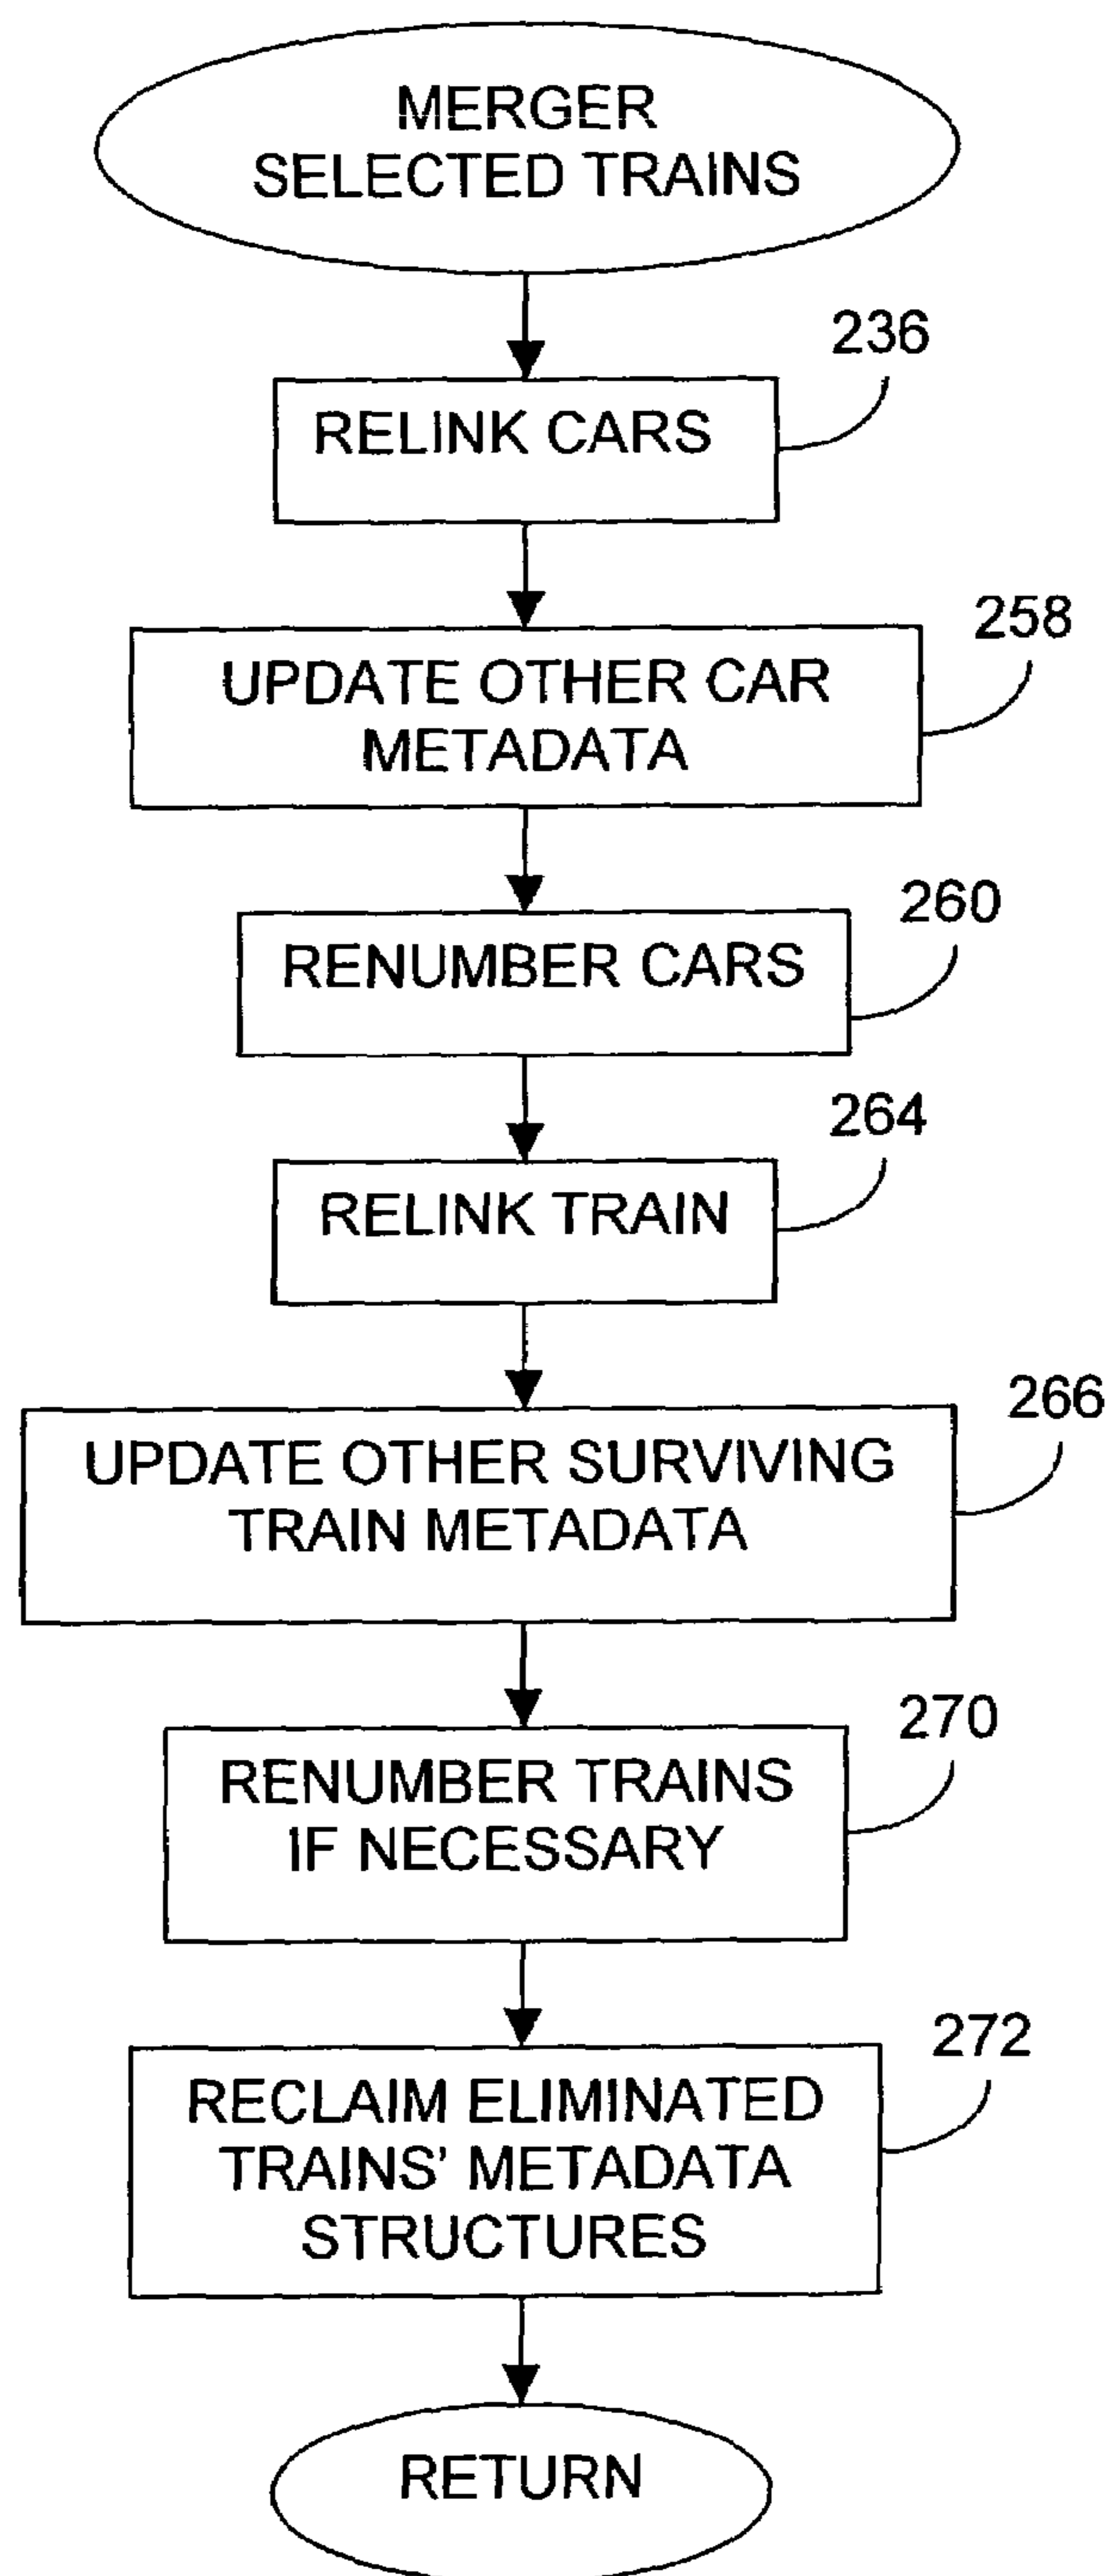 MERGER
SELECTED TRAINS
236
RELINK CARS
258
UPDATE OTHER CAR
METADATA
260
RENUMBER CARS
264
RELINK TRAIN
266
UPDATE OTHER SURVIVING
TRAIN METADATA
270
RENUMBER TRAINS
IF NECESSARY
272
RECLAIM ELIMINATED
TRAINS' METADATA
STRUCTURES
RETURN